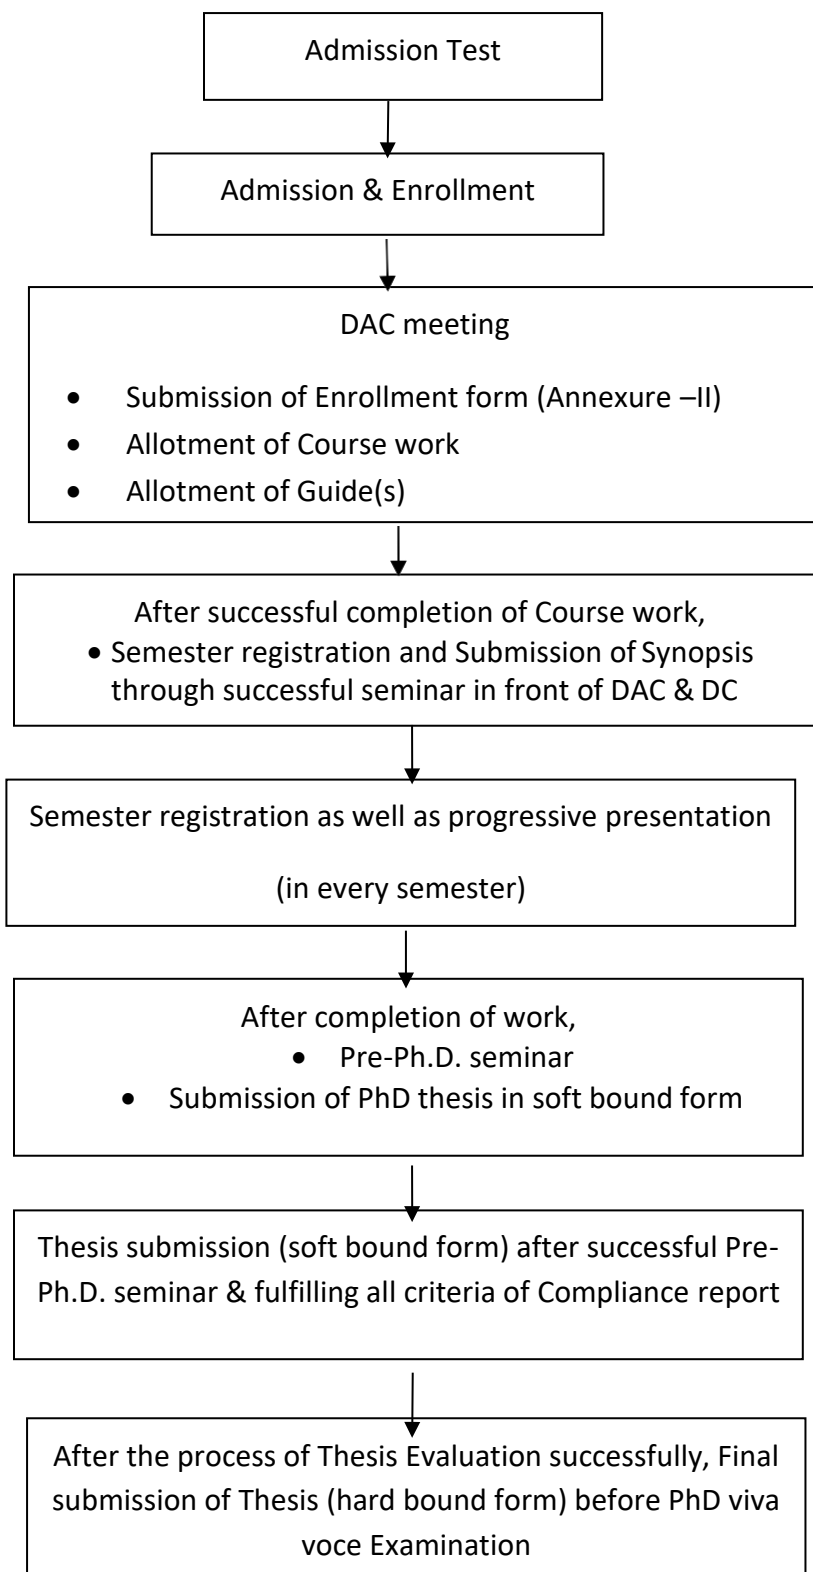 Admission Test
Admission & Enrollment
DAC meeting
• Submission of Enrollment form (Annexure –II)
• Allotment of Course work
• Allotment of Guide(s)
After successful completion of Course work,
• Semester registration and Submission of Synopsis
through successful seminar in front of DAC & DC
Semester registration as well as progressive presentation
(in every semester)
After completion of work,
• Pre-Ph.D. seminar
• Submission of PhD thesis in soft bound form
Thesis submission (soft bound form) after successful Pre-
Ph.D. seminar & fulfilling all criteria of Compliance report
After the process of Thesis Evaluation successfully, Final
submission of Thesis (hard bound form) before PhD viva
voce Examination